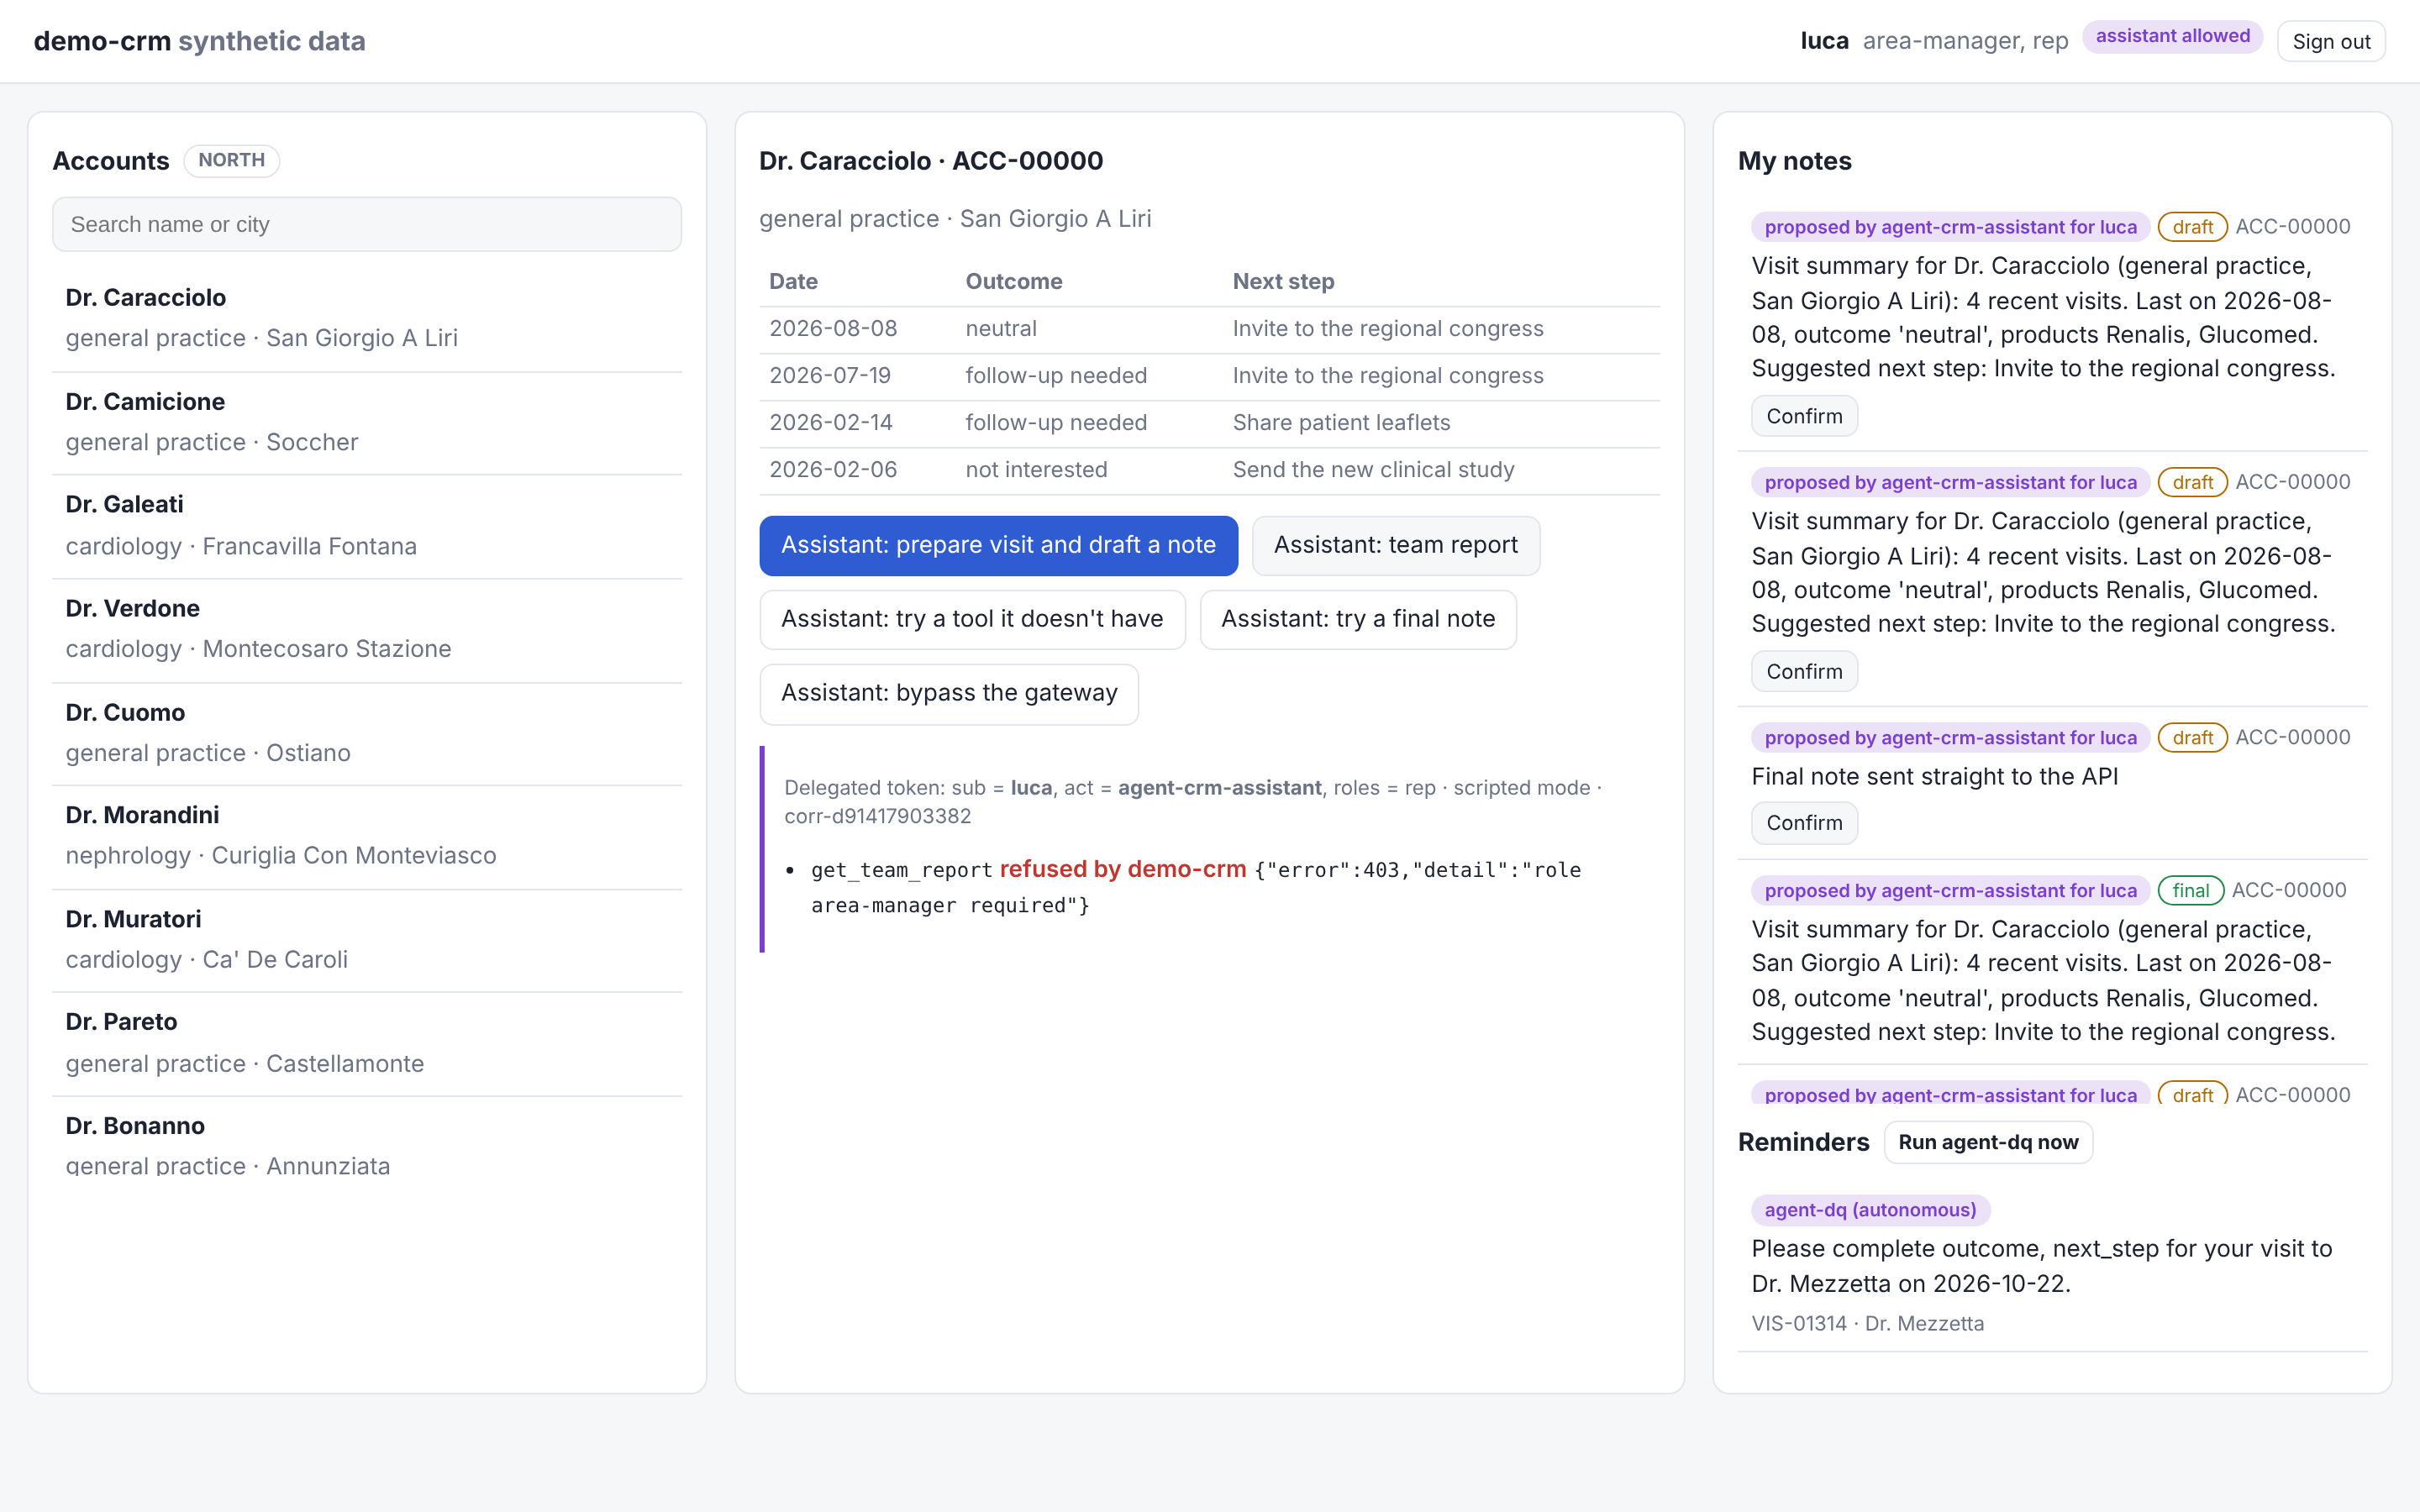 demo-crm synthetic data
luca area-manager, rep assistant allowed Sign out
Accounts NORTH
Search name or city
Dr. Caracciolo
general practice · San Giorgio A Liri
Dr. Camicione
general practice · Soccher
Dr. Galeati
cardiology · Francavilla Fontana
Dr. Verdone
cardiology · Montecosaro Stazione
Dr. Cuomo
general practice · Ostiano
Dr. Morandini
nephrology · Curiglia Con Monteviasco
Dr. Muratori
cardiology · Ca' De Caroli
Dr. Pareto
general practice · Castellamonte
Dr. Bonanno
general practice · Annunziata
Dr. Caracciolo · ACC-00000
general practice · San Giorgio A Liri
Date Outcome Next step
2026-08-08 neutral Invite to the regional congress
2026-07-19 follow-up needed Invite to the regional congress
2026-02-14 follow-up needed Share patient leaflets
2026-02-06 not interested Send the new clinical study
Assistant: prepare visit and draft a note Assistant: team report
Assistant: try a tool it doesn't have Assistant: try a final note
Assistant: bypass the gateway
Delegated token: sub = luca, act = agent-crm-assistant, roles = rep · scripted mode ·
corr-d91417903382
• get_team_report refused by demo-crm {"error":403,"detail":"role
area-manager required"}
My notes
proposed by agent-crm-assistant for luca draft ACC-00000
Visit summary for Dr. Caracciolo (general practice,
San Giorgio A Liri): 4 recent visits. Last on 2026-08-
08, outcome 'neutral', products Renalis, Glucomed.
Suggested next step: Invite to the regional congress.
Confirm
proposed by agent-crm-assistant for luca draft ACC-00000
Visit summary for Dr. Caracciolo (general practice,
San Giorgio A Liri): 4 recent visits. Last on 2026-08-
08, outcome 'neutral', products Renalis, Glucomed.
Suggested next step: Invite to the regional congress.
Confirm
proposed by agent-crm-assistant for luca draft ACC-00000
Final note sent straight to the API
Confirm
proposed by agent-crm-assistant for luca final ACC-00000
Visit summary for Dr. Caracciolo (general practice,
San Giorgio A Liri): 4 recent visits. Last on 2026-08-
08, outcome 'neutral', products Renalis, Glucomed.
Suggested next step: Invite to the regional congress.
proposed by agent-crm-assistant for luca draft ACC-00000
Reminders Run agent-dq now
agent-dq (autonomous)
Please complete outcome, next_step for your visit to
Dr. Mezzetta on 2026-10-22.
VIS-01314 · Dr. Mezzetta